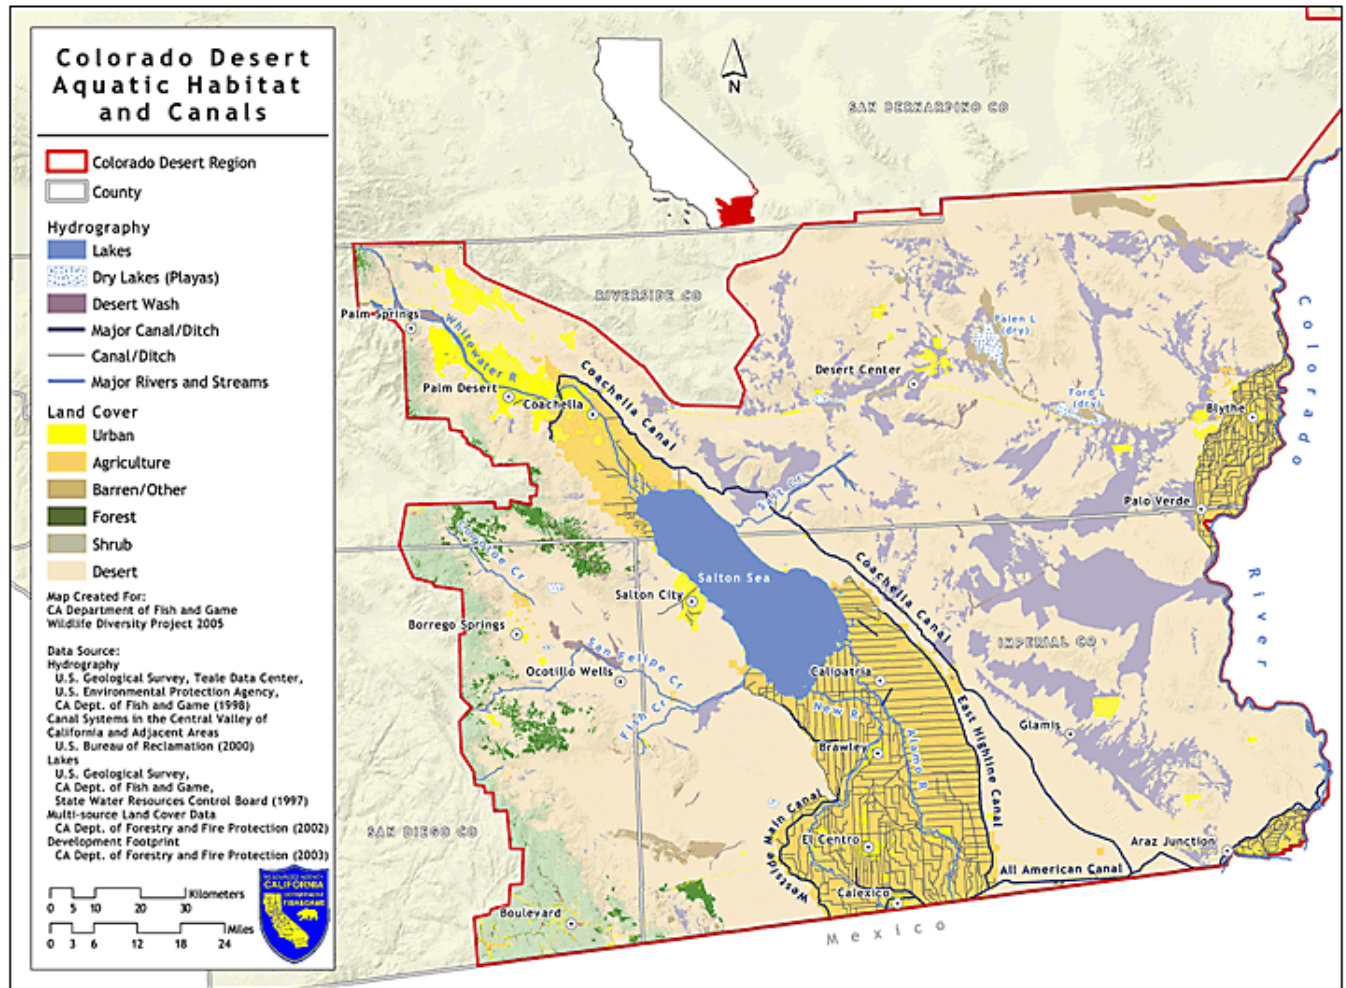 Colorado Desert
Aquatic Habitat
and Canals
Colorado Desert Region
County
Hydrography
Lakes
Dry Lakes (Playas)
Desert Wash
Major Canal/Ditch
Canal/Ditch
Major Rivers and Streams
Land Cover
Urban
Agriculture
Barren/Other
Forest
Shrub
Desert
Map Created For:
CA Department of Fish and Game
Wildlife Diversity Project 2005
Data Source:
Hydrography
U.S. Geological Survey, Teale Data Center,
U.S. Environmental Protection Agency,
CA Dept. of Fish and Game (1998)
Canal Systems in the Central Valley of
California and Adjacent Areas
U.S. Bureau of Reclamation (2000)
Lakes
U.S. Geological Survey,
CA Dept. of Fish and Game,
State Water Resources Control Board (1997)
Multi-source Land Cover Data
CA Dept. of Forestry and Fire Protection (2002)
Development Footprint
CA Dept. of Forestry and Fire Protection (2003)
Kilometers
0 5 10 20 30
Miles
0 3 6 12 18 24
CALIFORNIA
FISH&GAME
N
SAN BERNARDINO CO
RIVERSIDE CO
Palm Springs
Whitewater R
Palm Desert
Coachella
Coachella Canal
Desert Center
Palen L
(dry)
Ford L
(dry)
Blythe
Colorado
Palo Verde
Salt Cr
Coyote Cr
Salton Sea
Salton City
Coachella Canal
River
Borrego Springs
San Felipe Cr
Ocotillo Wells
Fish Cr
IMPERIAL CO
Calipatria
New R
Alamo R
East Highline Canal
Glamis
Brawley
Westside Main Canal
El Centro
SAN DIEGO CO
Araz Junction
All American Canal
Calexico
Boulevard
Mexico